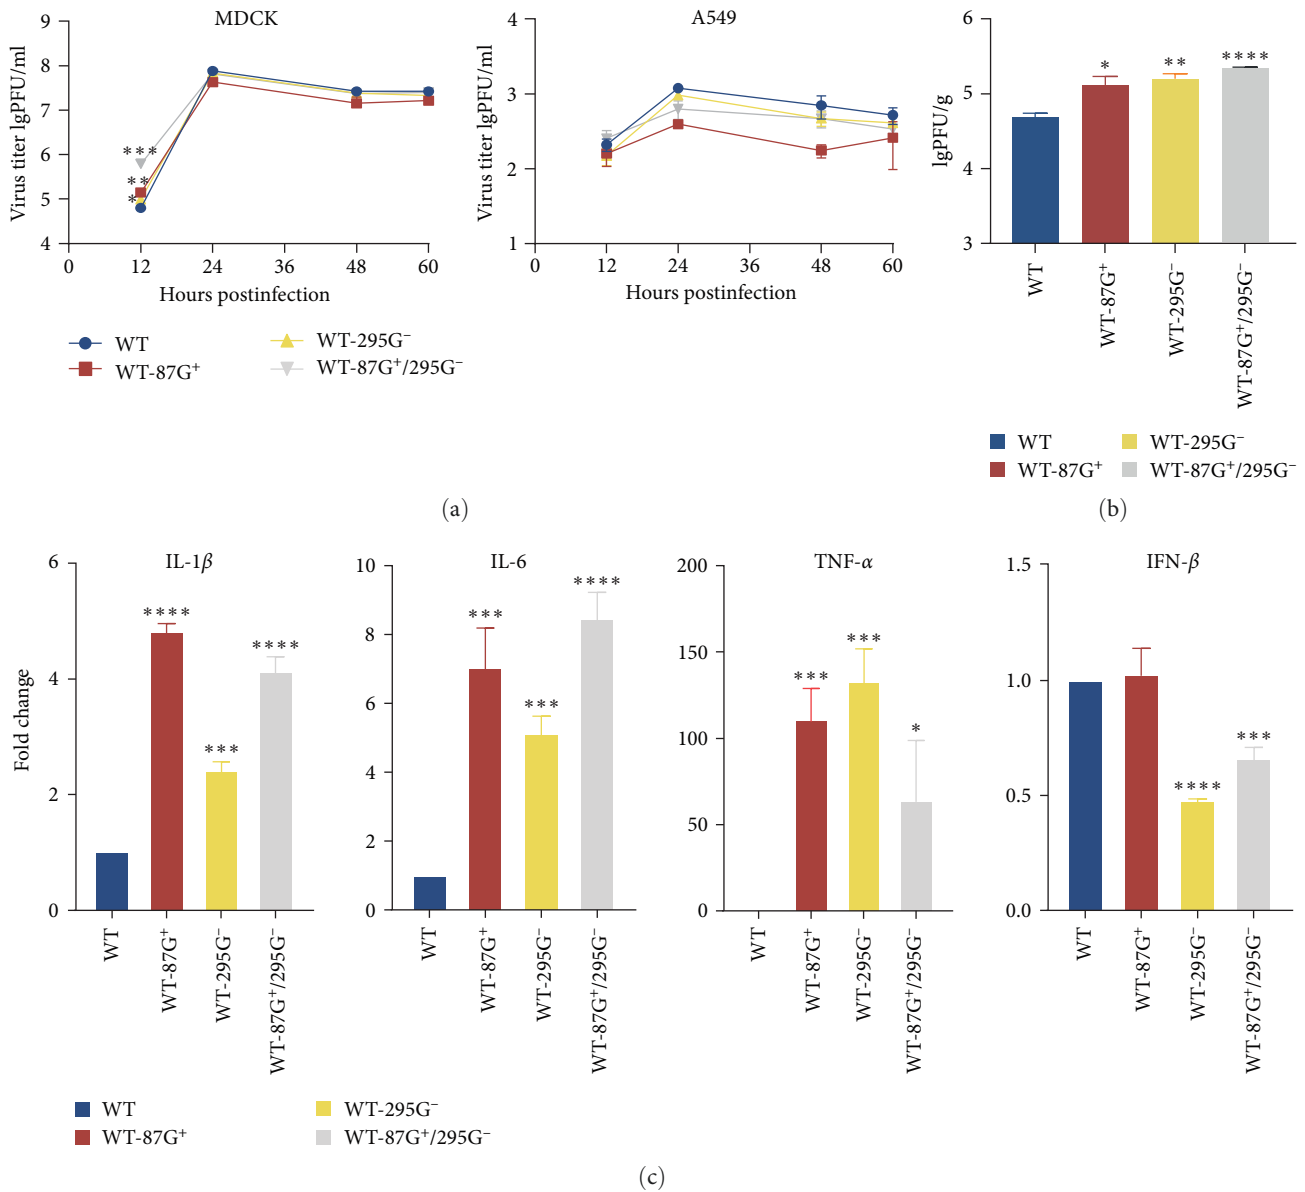 MDCK
Virus titer lgPFU/ml
9
8
7
6
5
4
***
**
*
0 12 24 36 48 60
Hours postinfection
A549
Virus titer lgPFU/ml
4
3
2
1
0 12 24 36 48 60
Hours postinfection
WT
WT-87G⁺
WT-295G⁻
WT-87G⁺/295G⁻
(a)
lgPFU/g
6
5
4
3
*
**
****
WT
WT-87G⁺
WT-295G⁻
WT-87G⁺/295G⁻
WT
WT-87G⁺
WT-295G⁻
WT-87G⁺/295G⁻
(b)
IL-1β
Fold change
6
4
2
0
****
***
****
WT
WT-87G⁺
WT-295G⁻
WT-87G⁺/295G⁻
IL-6
10
8
6
4
2
0
***
***
****
WT
WT-87G⁺
WT-295G⁻
WT-87G⁺/295G⁻
TNF-α
200
150
100
50
0
***
***
*
WT
WT-87G⁺
WT-295G⁻
WT-87G⁺/295G⁻
IFN-β
1.5
1.0
0.5
0.0
****
***
WT
WT-87G⁺
WT-295G⁻
WT-87G⁺/295G⁻
WT
WT-87G⁺
WT-295G⁻
WT-87G⁺/295G⁻
(c)